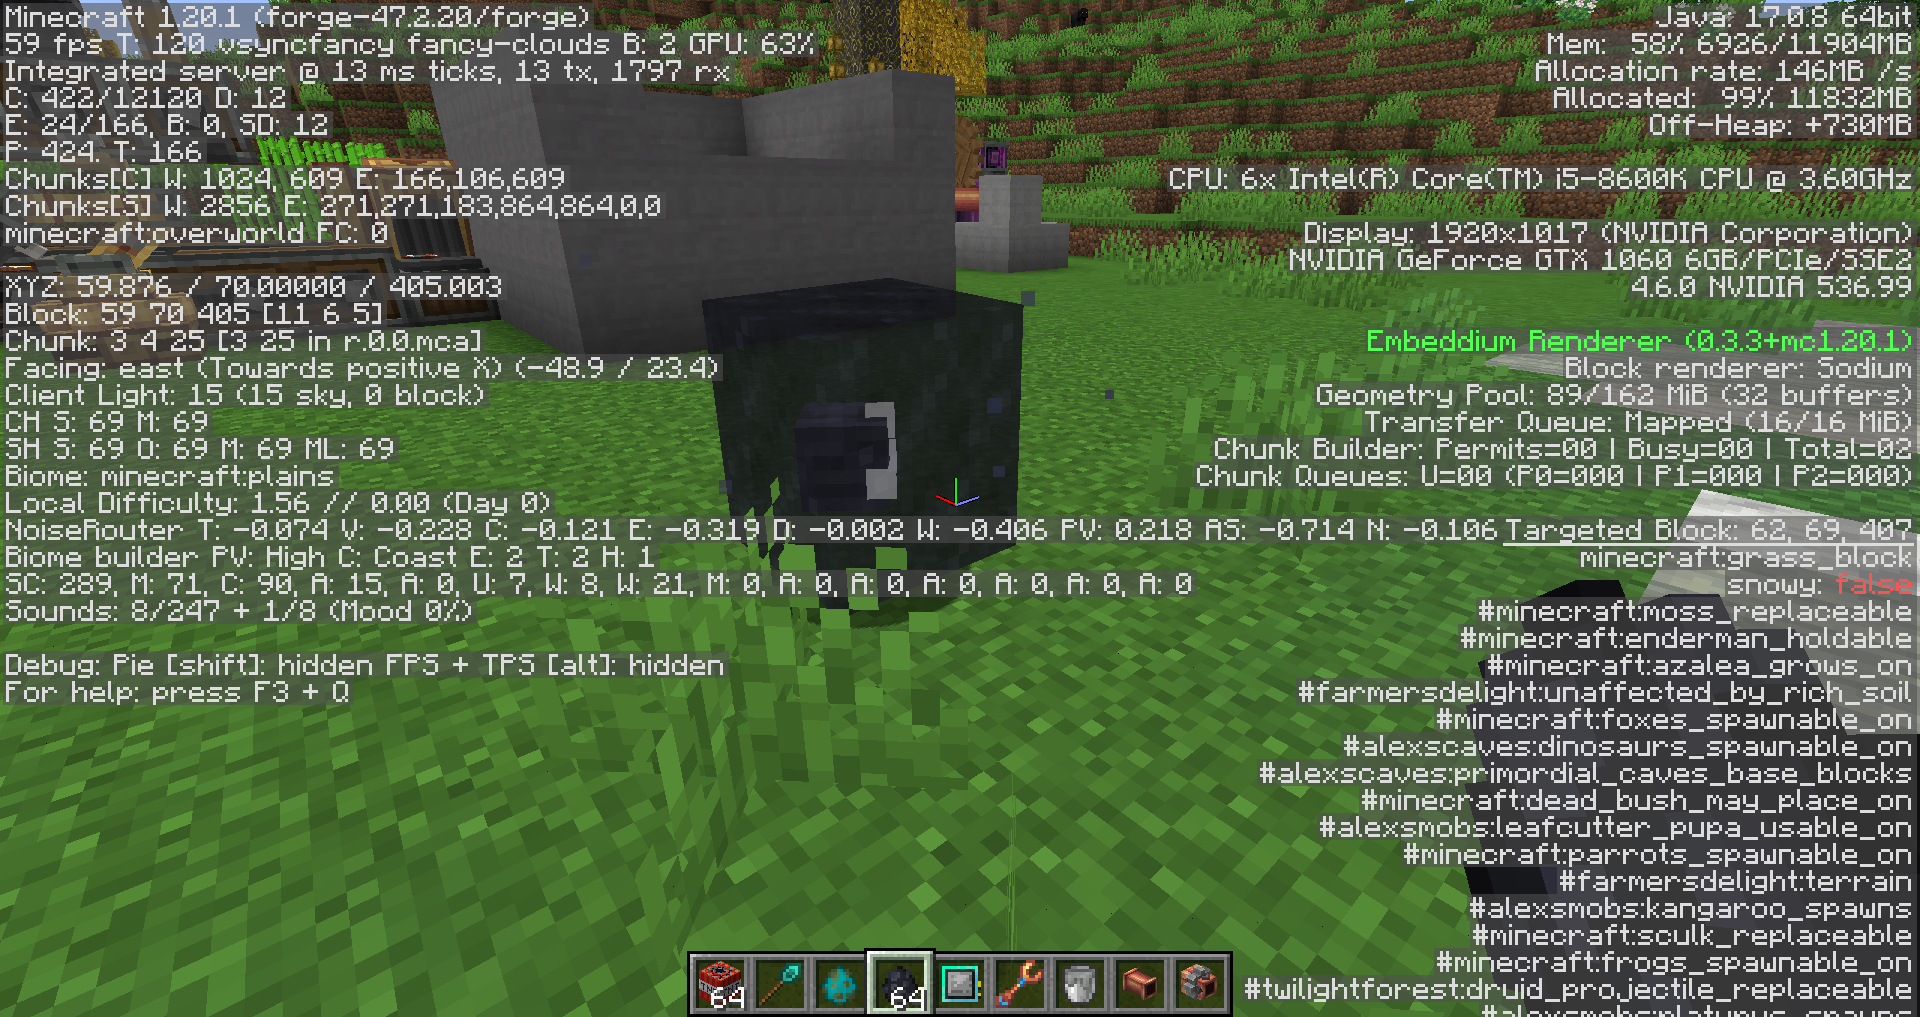 Minecraft 1.20.1 (forge-47.2.20/forge)
59 fps T: 120 vsyncfancy fancy-clouds B: 2 GPU: 63%
Integrated server @ 13 ms ticks, 13 tx, 1797 rx
C: 422/12120 D: 12
E: 24/166, B: 0, SD: 12
P: 424. T: 166
Chunks[C] W: 1024, 609 E: 166,106,609
Chunks[S] W: 2856 E: 271,271,183,864,864,0,0
minecraft:overworld FC: 0
XYZ: 59.876 / 70.00000 / 405.003
Block: 59 70 405 [11 6 5]
Chunk: 3 4 25 [3 25 in r.0.0.mca]
Facing: east (Towards positive X) (-48.9 / 23.4)
Client Light: 15 (15 sky, 0 block)
CH S: 69 M: 69
SH S: 69 O: 69 M: 69 ML: 69
Biome: minecraft:plains
Local Difficulty: 1.56 // 0.00 (Day 0)
NoiseRouter T: -0.074 V: -0.228 C: -0.121 E: -0.319 D: -0.002 W: -0.406 PV: 0.218 AS: -0.714 N: -0.106
Biome builder PV: High C: Coast E: 2 T: 2 H: 1
SC: 289, M: 71, C: 90, A: 15, A: 0, U: 7, W: 8, W: 21, M: 0, A: 0, A: 0, A: 0, A: 0, A: 0, A: 0
Sounds: 8/247 + 1/8 (Mood 0%)
Debug: Pie [shift]: hidden FPS + TPS [alt]: hidden
For help: press F3 + Q
Java: 17.0.8 64bit
Mem: 58% 6926/11904MB
Allocation rate: 146MB /s
Allocated: 99% 11832MB
Off-Heap: +730MB
CPU: 6x Intel(R) Core(TM) i5-8600K CPU @ 3.60GHz
Display: 1920x1017 (NVIDIA Corporation)
NVIDIA GeForce GTX 1060 6GB/PCIe/SSE2
4.6.0 NVIDIA 536.99
Embeddium Renderer (0.3.3+mc1.20.1)
Block renderer: Sodium
Geometry Pool: 89/162 MiB (32 buffers)
Transfer Queue: Mapped (16/16 MiB)
Chunk Builder: Permits=00 | Busy=00 | Total=02
Chunk Queues: U=00 (P0=000 | P1=000 | P2=000)
Targeted Block: 62, 69, 407
minecraft:grass_block
snowy: false
#minecraft:moss_replaceable
#minecraft:enderman_holdable
#minecraft:azalea_grows_on
#farmersdelight:unaffected_by_rich_soil
#minecraft:foxes_spawnable_on
#alexscaves:dinosaurs_spawnable_on
#alexscaves:primordial_caves_base_blocks
#minecraft:dead_bush_may_place_on
#alexsmobs:leafcutter_pupa_usable_on
#minecraft:parrots_spawnable_on
#farmersdelight:terrain
#alexsmobs:kangaroo_spawns
#minecraft:sculk_replaceable
#minecraft:frogs_spawnable_on
#twilightforest:druid_projectile_replaceable
#alexsmobs:platypus_spawns
64
64